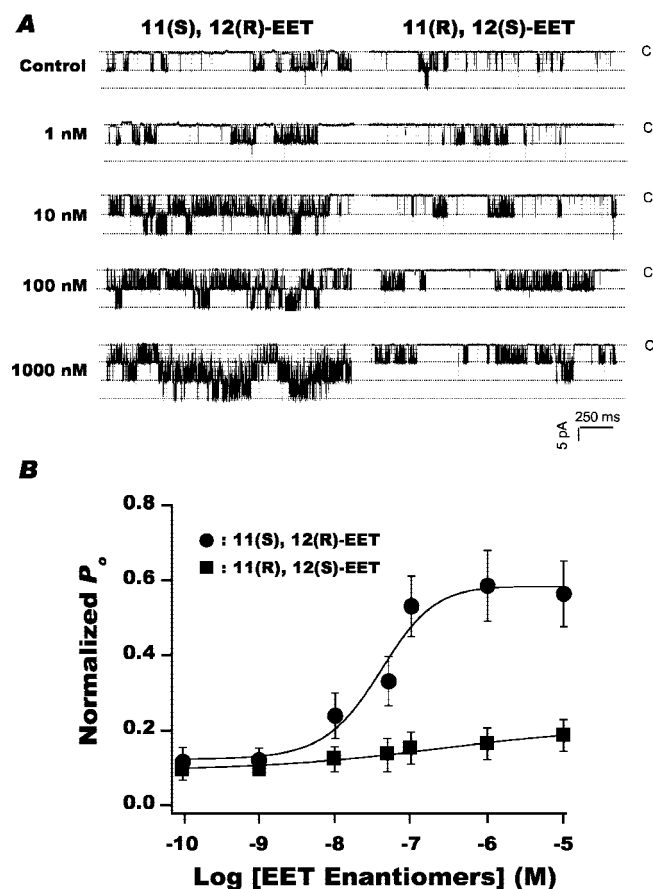 A
11(S), 12(R)-EET
11(R), 12(S)-EET
Control
C
1 nM
C
10 nM
C
100 nM
C
1000 nM
C
5 pA
250 ms
B
Normalized Po
0.8
0.6
0.4
0.2
0.0
● : 11(S), 12(R)-EET
■ : 11(R), 12(S)-EET
-10 -9 -8 -7 -6 -5
Log [EET Enantiomers] (M)